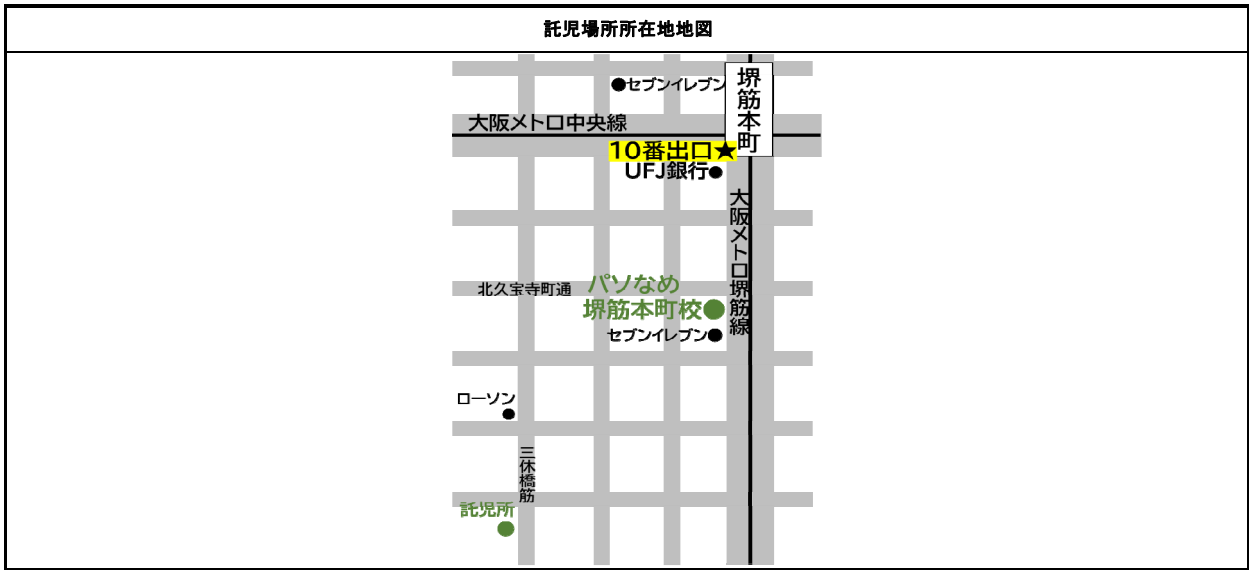 託児場所所在地地図
セブンイレブン
堺筋本町
大阪メトロ中央線
10番出口★
UFJ銀行
大阪メトロ堺筋線
北久宝寺町通
パソなめ
堺筋本町校
セブンイレブン
ローソン
三休橋筋
託児所